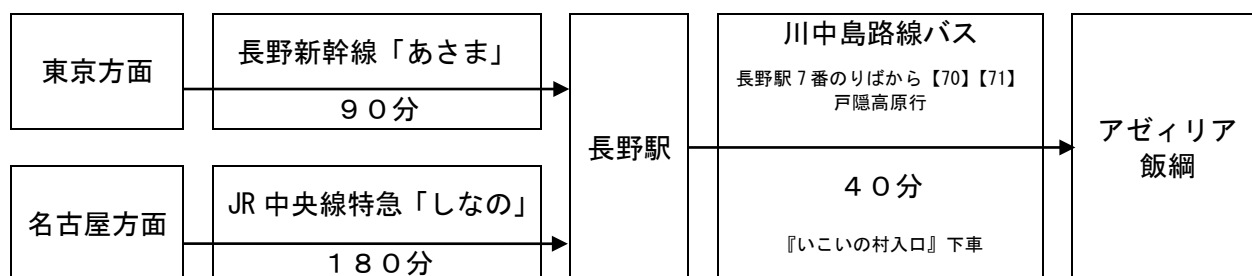 東京方面
長野新幹線「あさま」
９０分
名古屋方面
JR中央線特急「しなの」
１８０分
長野駅
川中島路線バス
長野駅７番のりばから【70】【71】
戸隠高原行
４０分
『いこいの村入口』下車
アゼィリア
飯綱